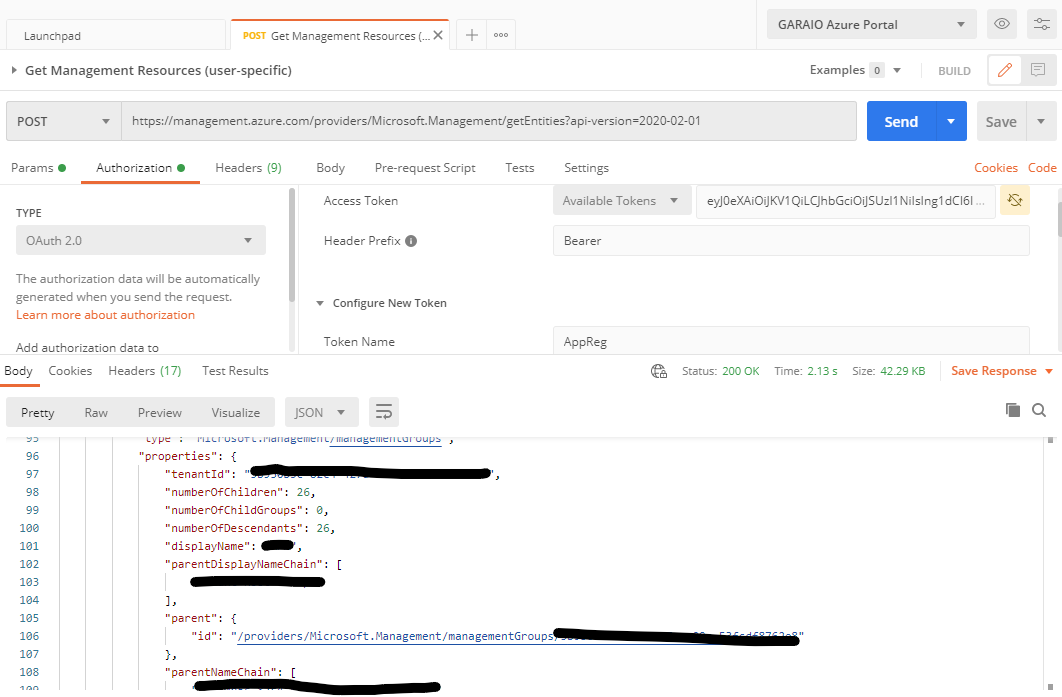 Launchpad
POST Get Management Resources (...
GARAIO Azure Portal
Get Management Resources (user-specific)
Examples 0
BUILD
POST
https://management.azure.com/providers/Microsoft.Management/getEntities?api-version=2020-02-01
Send
Save
Params
Authorization
Headers (9)
Body
Pre-request Script
Tests
Settings
Cookies
Code
TYPE
OAuth 2.0
The authorization data will be automatically
generated when you send the request.
Learn more about authorization
Add authorization data to
Access Token
Available Tokens
Header Prefix
Bearer
Configure New Token
Token Name
AppReg
Body
Cookies
Headers (17)
Test Results
Status: 200 OK
Time: 2.13 s
Size: 42.29 KB
Save Response
Pretty
Raw
Preview
Visualize
JSON
95 "type": "Microsoft.Management/managementGroups",
96 "properties": {
97 "tenantId": "
98 "numberOfChildren": 26,
99 "numberOfChildGroups": 0,
100 "numberOfDescendants": 26,
101 "displayName":
102 "parentDisplayNameChain": [
103
104 ],
105 "parent": {
106 "id": "/providers/Microsoft.Management/managementGroups/
107 },
108 "parentNameChain": [
109